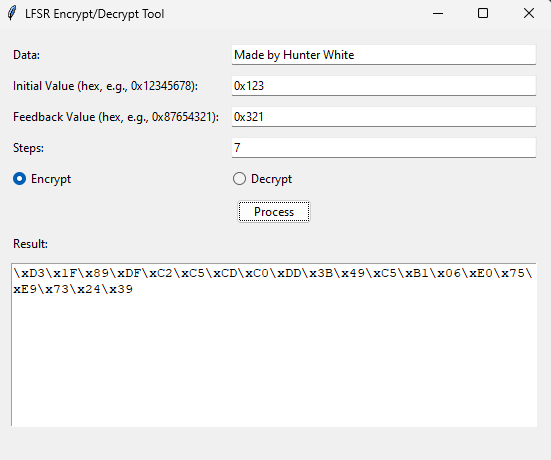 LFSR Encrypt/Decrypt Tool
Data: Made by Hunter White
Initial Value (hex, e.g., 0x12345678): 0x123
Feedback Value (hex, e.g., 0x87654321): 0x321
Steps: 7
Encrypt Decrypt
Process
Result:
\xD3\x1F\x89\xDF\xC2\xC5\xCD\xC0\xDD\x3B\x49\xC5\xB1\x06\xE0\x75\
xE9\x73\x24\x39